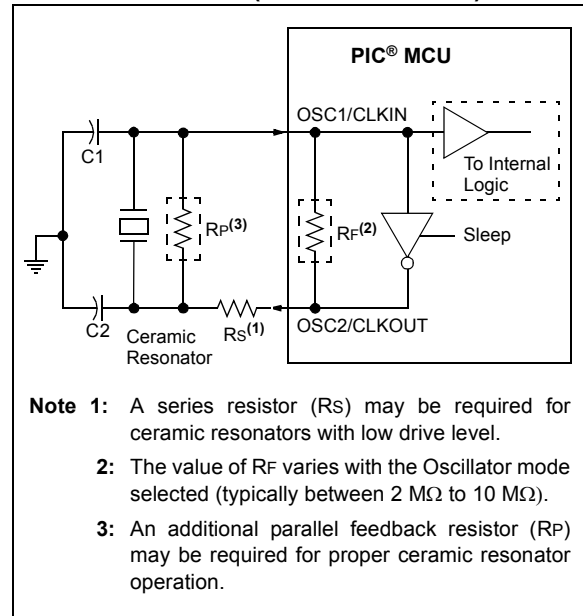 PIC® MCU
OSC1/CLKIN
C1
To Internal
Logic
RP(3)
RF(2)
Sleep
C2
Ceramic
Resonator
RS(1)
OSC2/CLKOUT
Note 1: A series resistor (RS) may be required for
ceramic resonators with low drive level.
2: The value of RF varies with the Oscillator mode
selected (typically between 2 MΩ to 10 MΩ).
3: An additional parallel feedback resistor (RP)
may be required for proper ceramic resonator
operation.